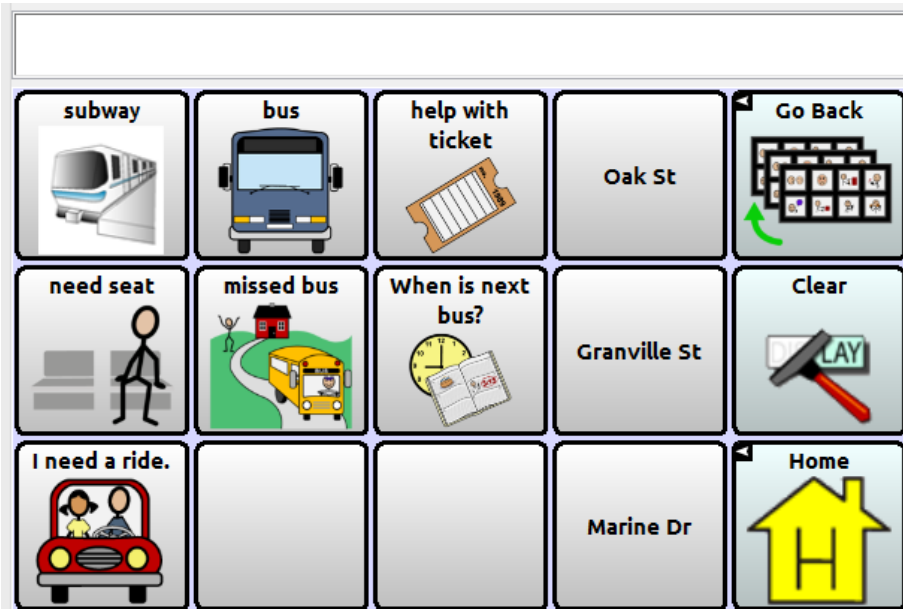 subway
bus
help with
ticket
Oak St
Go Back
need seat
missed bus
When is next
bus?
Granville St
Clear
I need a ride.
Marine Dr
Home
H